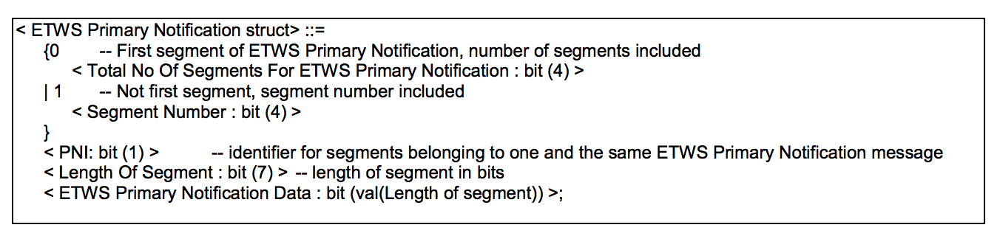 < ETWS Primary Notification struct> ::=
{0 -- First segment of ETWS Primary Notification, number of segments included
< Total No Of Segments For ETWS Primary Notification : bit (4) >
| 1 -- Not first segment, segment number included
< Segment Number : bit (4) >
}
< PNI: bit (1) > -- identifier for segments belonging to one and the same ETWS Primary Notification message
< Length Of Segment : bit (7) > -- length of segment in bits
< ETWS Primary Notification Data : bit (val(Length of segment)) >;